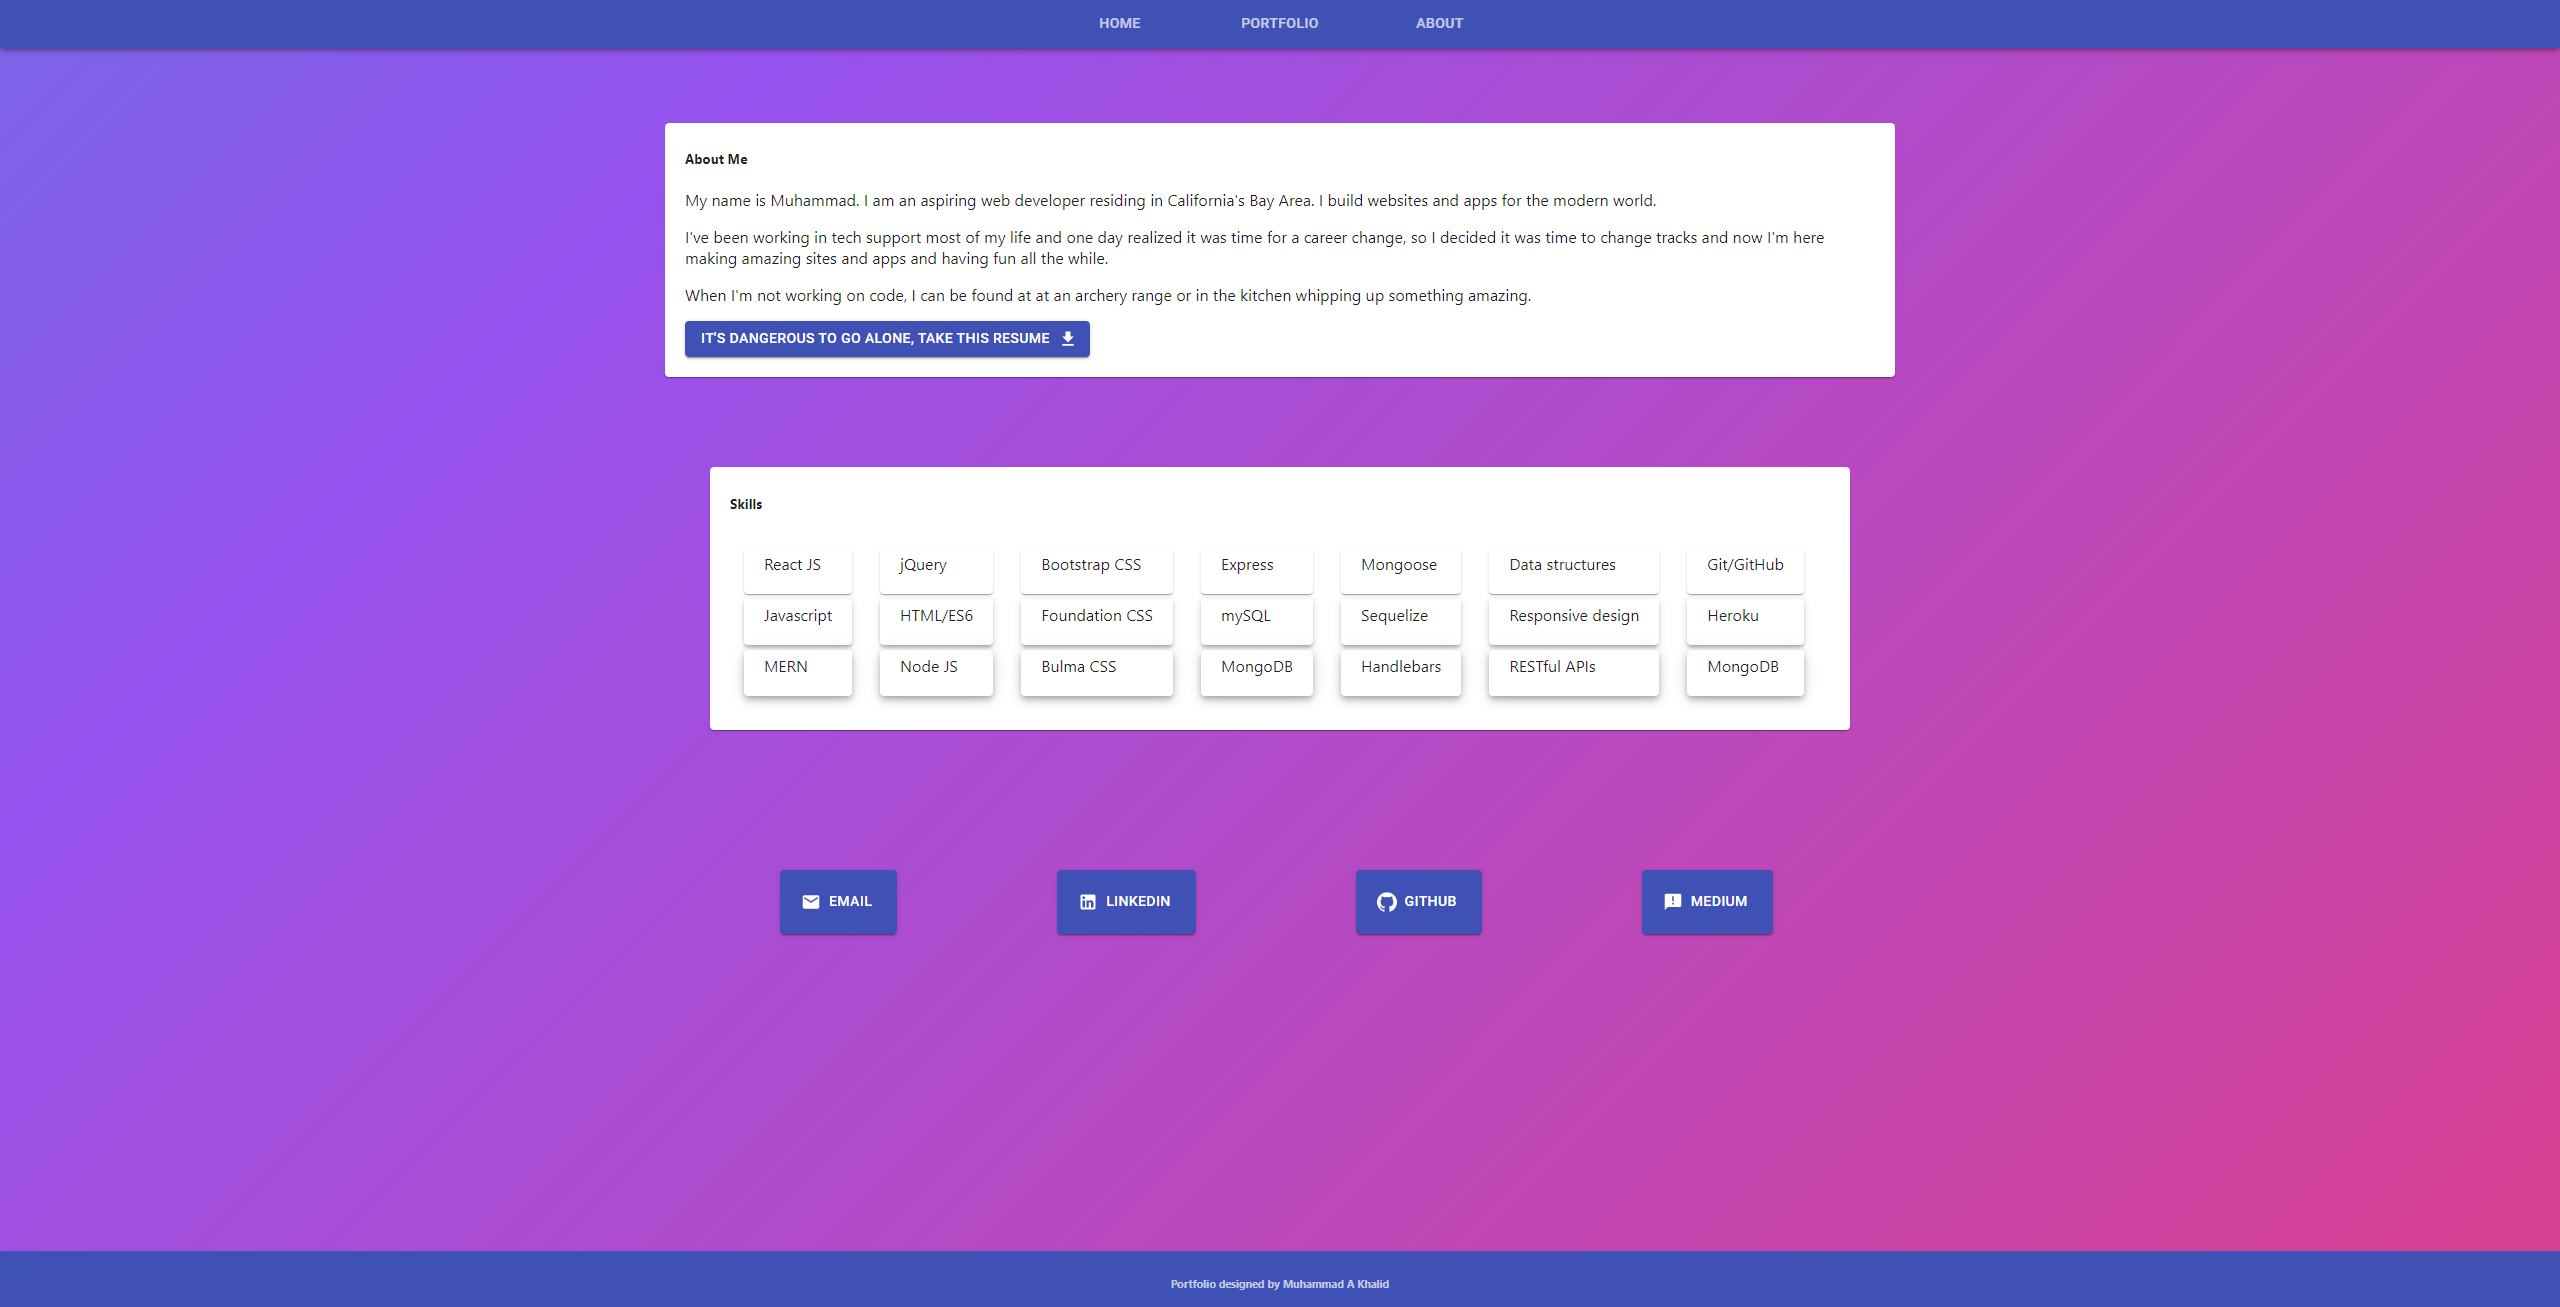 HOME PORTFOLIO ABOUT
About Me
My name is Muhammad. I am an aspiring web developer residing in California's Bay Area. I build websites and apps for the modern world.
I've been working in tech support most of my life and one day realized it was time for a career change, so I decided it was time to change tracks and now I'm here
making amazing sites and apps and having fun all the while.
When I'm not working on code, I can be found at at an archery range or in the kitchen whipping up something amazing.
IT'S DANGEROUS TO GO ALONE, TAKE THIS RESUME
Skills
React JS jQuery Bootstrap CSS Express Mongoose Data structures Git/GitHub
Javascript HTML/ES6 Foundation CSS mySQL Sequelize Responsive design Heroku
MERN Node JS Bulma CSS MongoDB Handlebars RESTful APIs MongoDB
EMAIL LINKEDIN GITHUB MEDIUM
Portfolio designed by Muhammad A Khalid